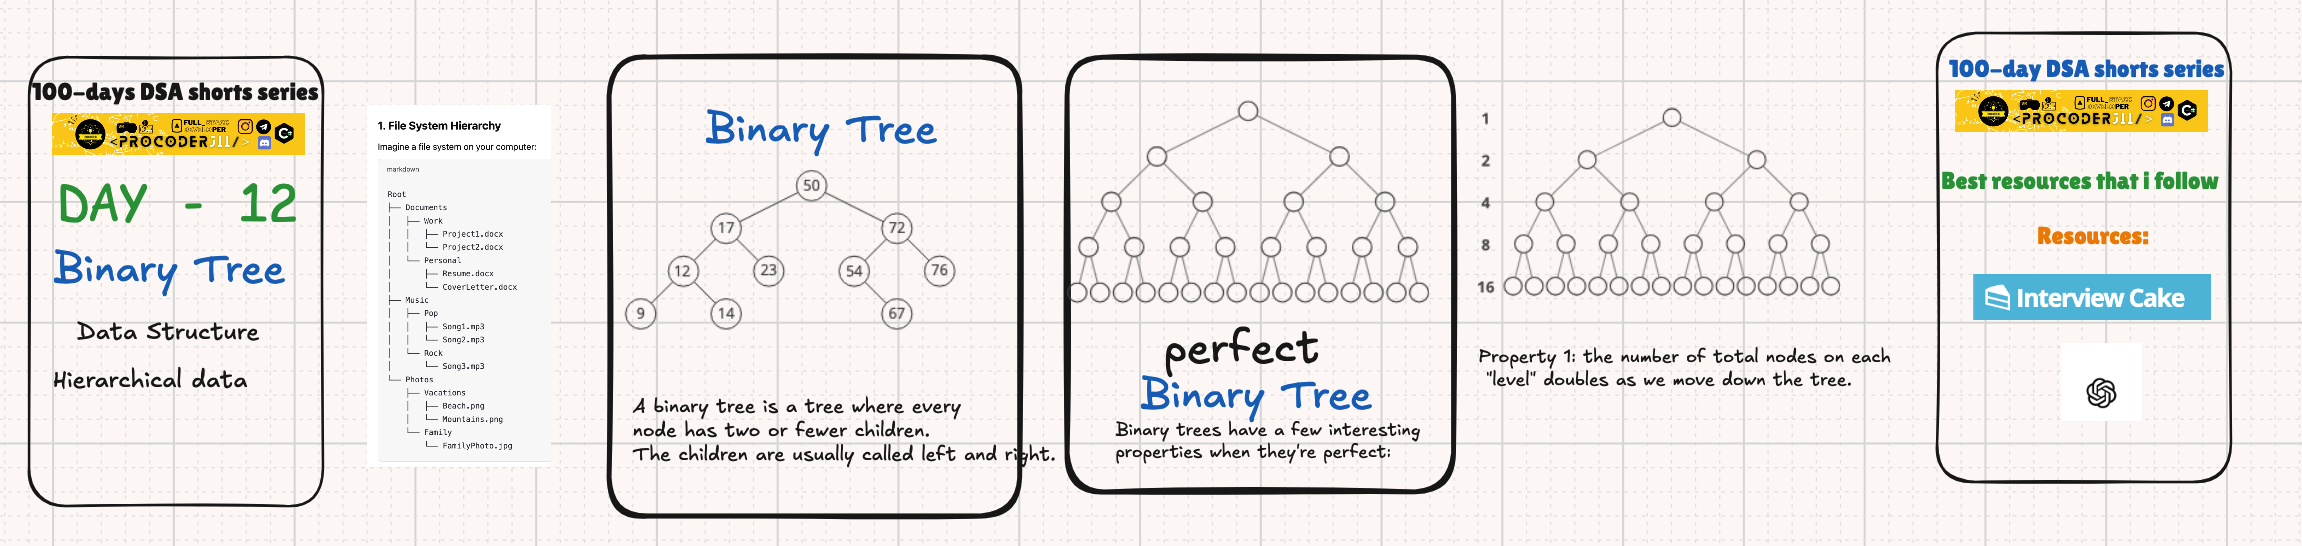 100-days DSA shorts series
FULL_STACK
DEVELOPER
<PROCODER511/>
DAY - 12
Binary Tree
Data Structure
Hierarchical data
1. File System Hierarchy
Imagine a file system on your computer:
markdown
Root
├── Documents
│   ├── Work
│   │   ├── Project1.docx
│   │   └── Project2.docx
│   └── Personal
│       ├── Resume.docx
│       └── CoverLetter.docx
├── Music
│   ├── Pop
│   │   ├── Song1.mp3
│   │   └── Song2.mp3
│   └── Rock
│       └── Song3.mp3
└── Photos
    ├── Vacations
    │   ├── Beach.png
    │   └── Mountains.png
    └── Family
        └── FamilyPhoto.jpg
Binary Tree
50
17 72
12 23 54 76
9 14 67
A binary tree is a tree where every
node has two or fewer children.
The children are usually called left and right.
perfect
Binary Tree
Binary trees have a few interesting
properties when they're perfect:
1
2
4
8
16
Property 1: the number of total nodes on each
"level" doubles as we move down the tree.
100-day DSA shorts series
FULL_STACK
DEVELOPER
<PROCODER511/>
Best resources that i follow
Resources:
Interview Cake